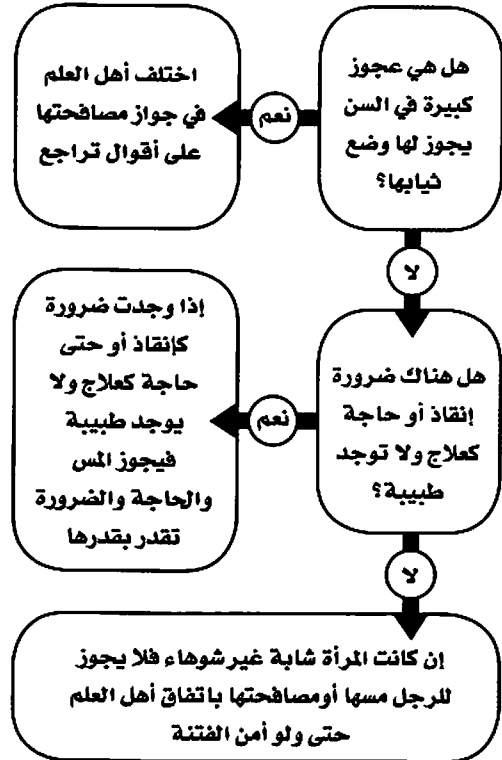 هل هي عجوز
كبيرة في السن
يجوز لها وضع
ثيابها؟
نعم
اختلف أهل العلم
في جواز مصافحتها
على أقوال تراجع
لا
هل هناك ضرورة
إنقاذ أو حاجة
كعلاج ولا توجد
طبيبة؟
نعم
إذا وجدت ضرورة
كإنقاذ أو حتى
حاجة كعلاج ولا
يوجد طبيبة
فيجوز المس
والحاجة والضرورة
تقدر بقدرها
لا
إن كانت المرأة شابة غير شوهاء فلا يجوز
للرجل مسها أومصافحتها باتفاق أهل العلم
حتى ولو أمن الفتنة